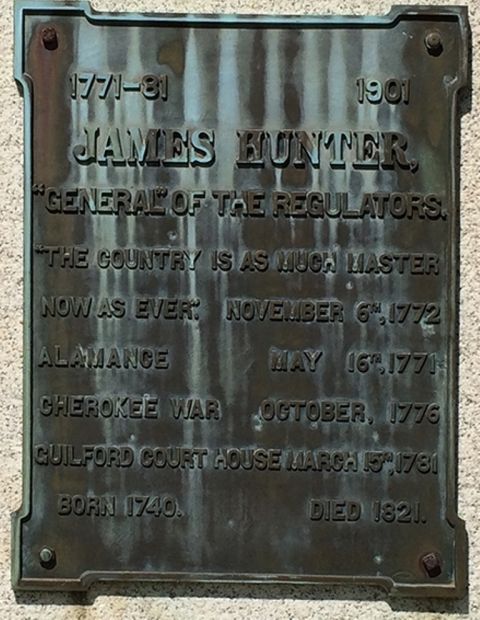 1771-81 1901
JAMES HUNTER,
"GENERAL" OF THE REGULATORS.
"THE COUNTRY IS AS MUCH MASTER
NOW AS EVER". NOVEMBER 6TH, 1772
ALAMANCE MAY 16TH, 1771
CHEROKEE WAR OCTOBER, 1776
GUILFORD COURT HOUSE MARCH 15TH, 1781
BORN 1740. DIED 1821.